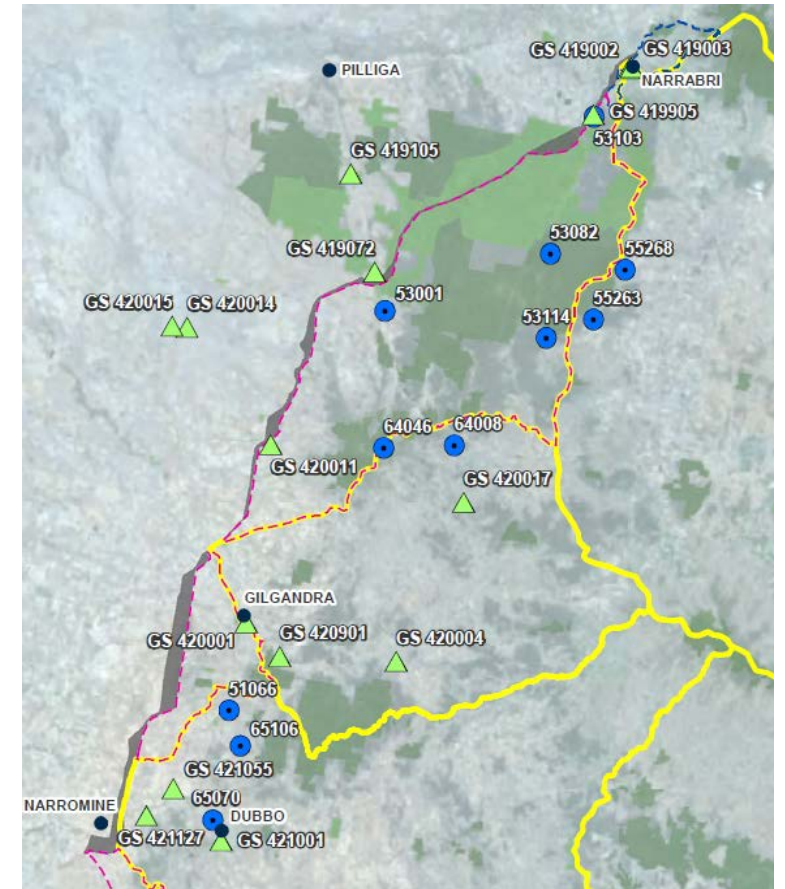 GS 419002
GS 419003
PILLIGA
NARRABRI
GS 419905
53103
GS 419105
53082
GS 419072
55268
53001
GS 420015
GS 420014
55263
53114
64046
64008
GS 420011
GS 420017
GILGANDRA
GS 420001
GS 420901
GS 420004
51066
65106
GS 421055
NARROMINE
65070
DUBBO
GS 421127
GS 421001